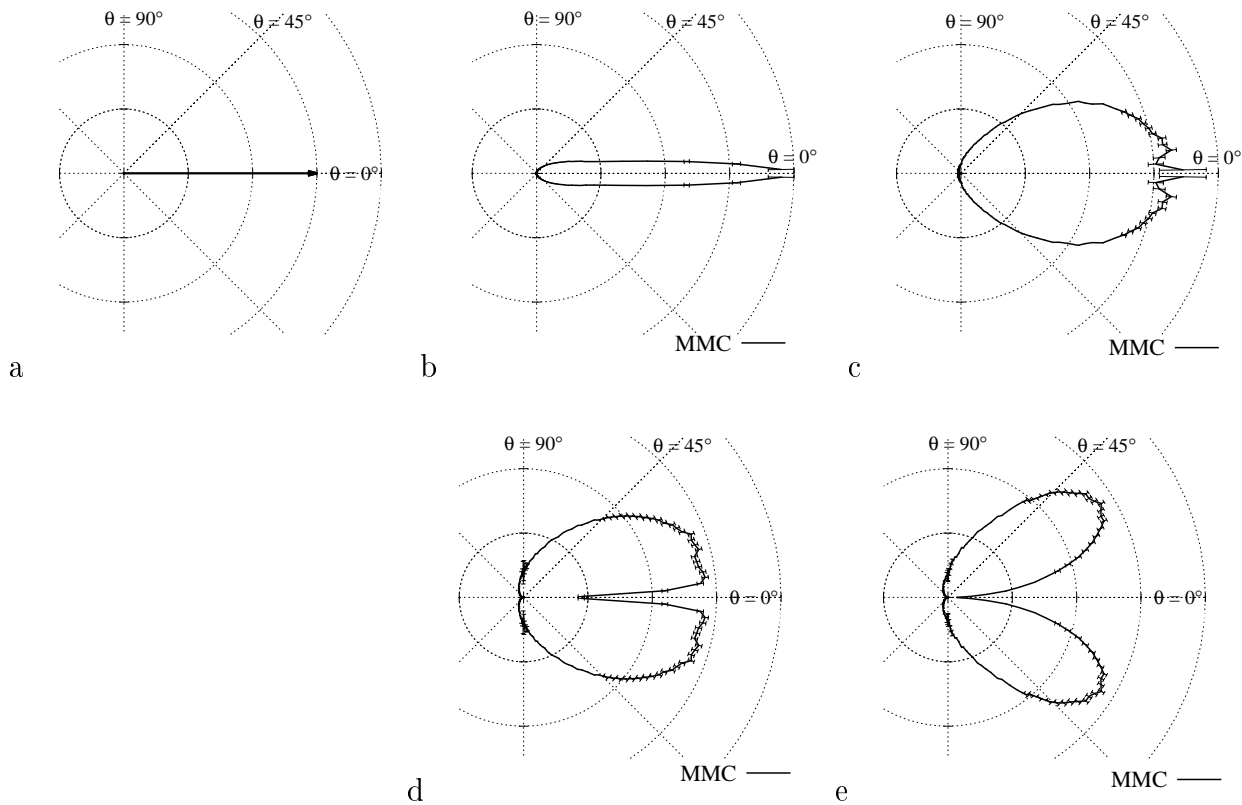 θ = 90°
θ = 45°
θ = 0°
a
θ = 90°
θ = 45°
θ = 0°
MMC
b
θ = 90°
θ = 45°
θ = 0°
MMC
c
θ = 90°
θ = 45°
θ = 0°
MMC
d
θ = 90°
θ = 45°
θ = 0°
MMC
e